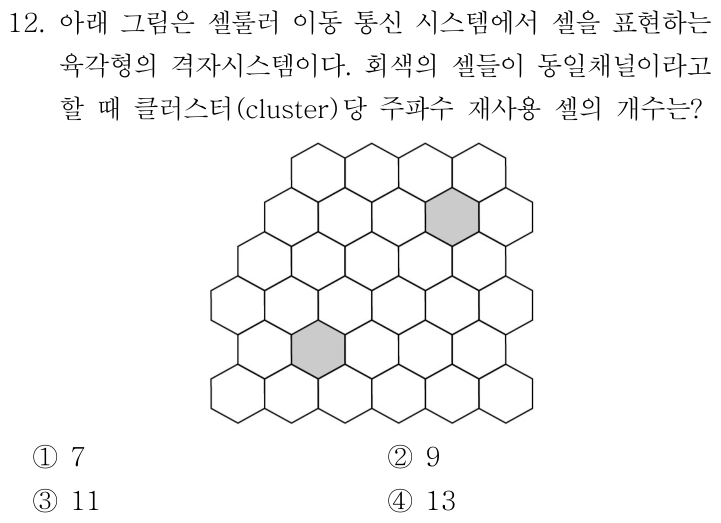 12. 아래 그림은 셀룰러 이동 통신 시스템에서 셀을 표현하는
육각형의 격자시스템이다. 회색의 셀들이 동일채널이라고
할 때 클러스터(cluster)당 주파수 재사용 셀의 개수는?
① 7 ② 9
③ 11 ④ 13